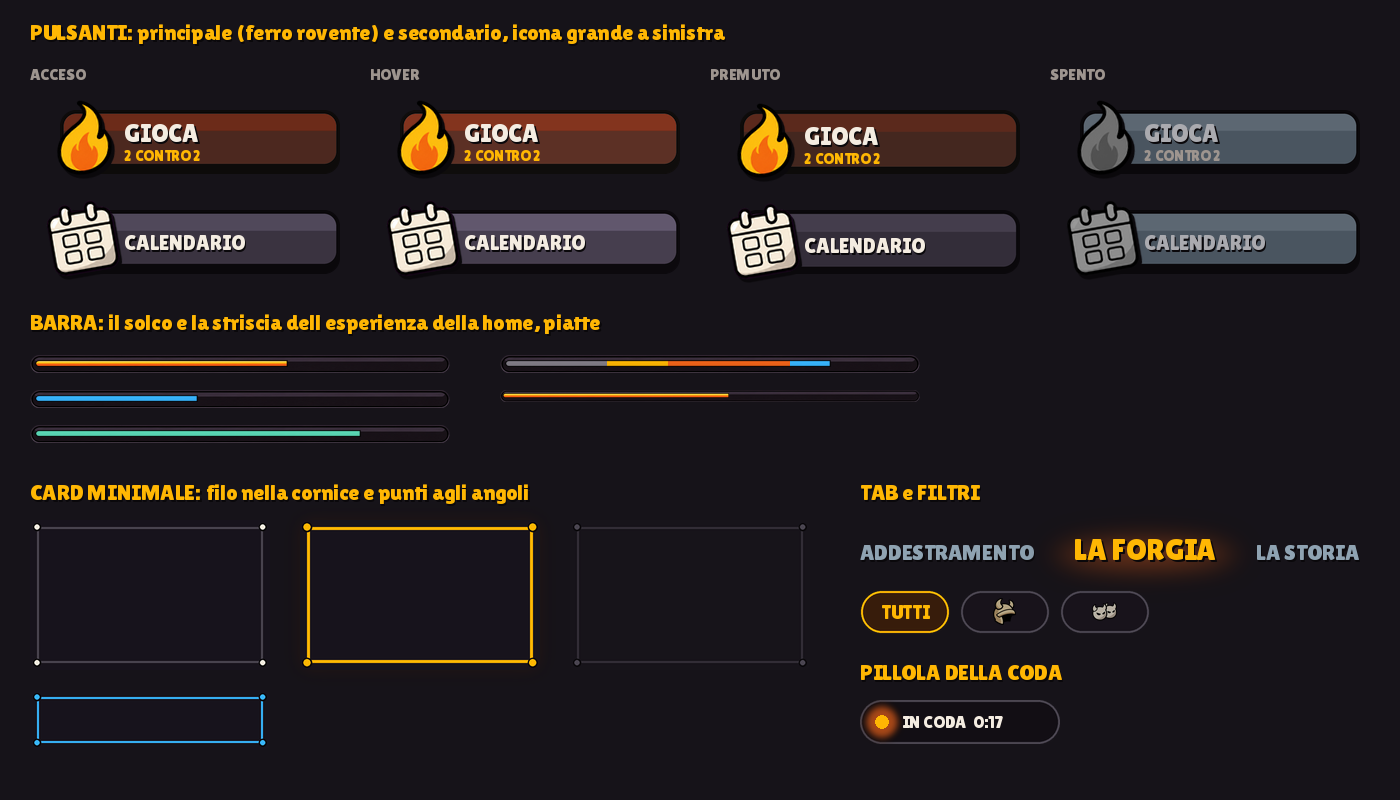 PULSANTI: principale (ferro rovente) e secondario, icona grande a sinistra
ACCESO
HOVER
PREMUTO
SPENTO
GIOCA
2 CONTRO 2
GIOCA
2 CONTRO 2
GIOCA
2 CONTRO 2
GIOCA
2 CONTRO 2
CALENDARIO
CALENDARIO
CALENDARIO
CALENDARIO
BARRA: il solco e la striscia dell esperienza della home, piatte
CARD MINIMALE: filo nella cornice e punti agli angoli
TAB e FILTRI
ADDESTRAMENTO
LA FORGIA
LA STORIA
TUTTI
PILLOLA DELLA CODA
IN CODA 0:17